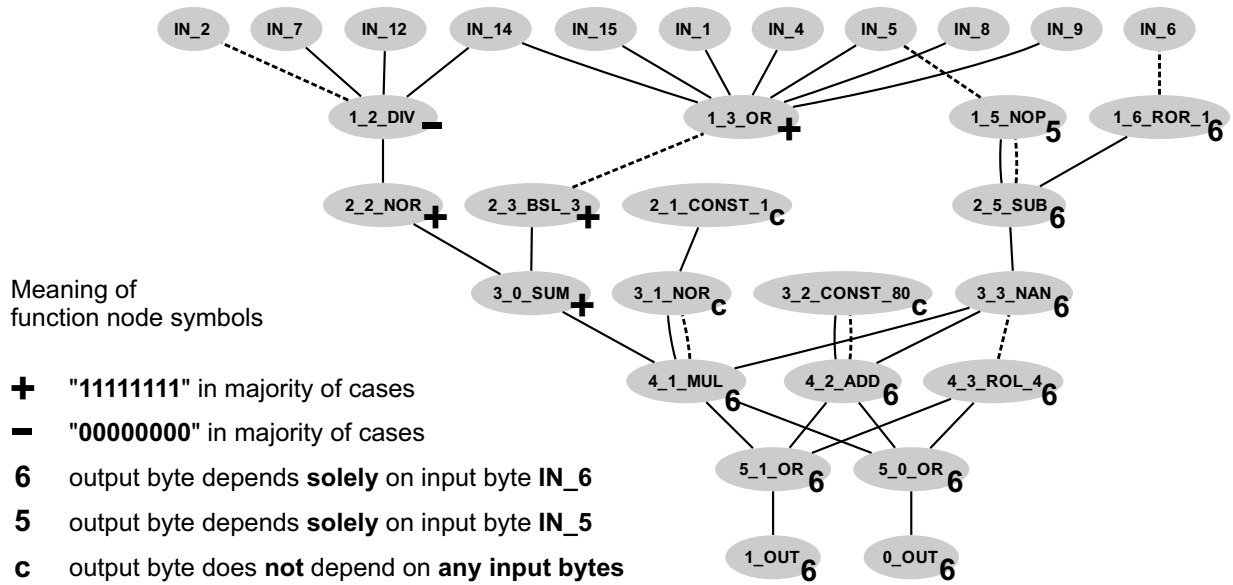 IN_2 IN_7 IN_12 IN_14 IN_15 IN_1 IN_4 IN_5 IN_8 IN_9 IN_6
1_2_DIV - 1_3_OR + 1_5_NOP 5 1_6_ROR_1 6
2_2_NOR + 2_3_BSL_3 + 2_1_CONST_1 c 2_5_SUB 6
3_0_SUM + 3_1_NOR c 3_2_CONST_80 c 3_3_NAN 6
4_1_MUL 6 4_2_ADD 6 4_3_ROL_4 6
5_1_OR 6 5_0_OR 6
1_OUT 6 0_OUT 6
Meaning of
function node symbols
+ "11111111" in majority of cases
- "00000000" in majority of cases
6 output byte depends solely on input byte IN_6
5 output byte depends solely on input byte IN_5
c output byte does not depend on any input bytes